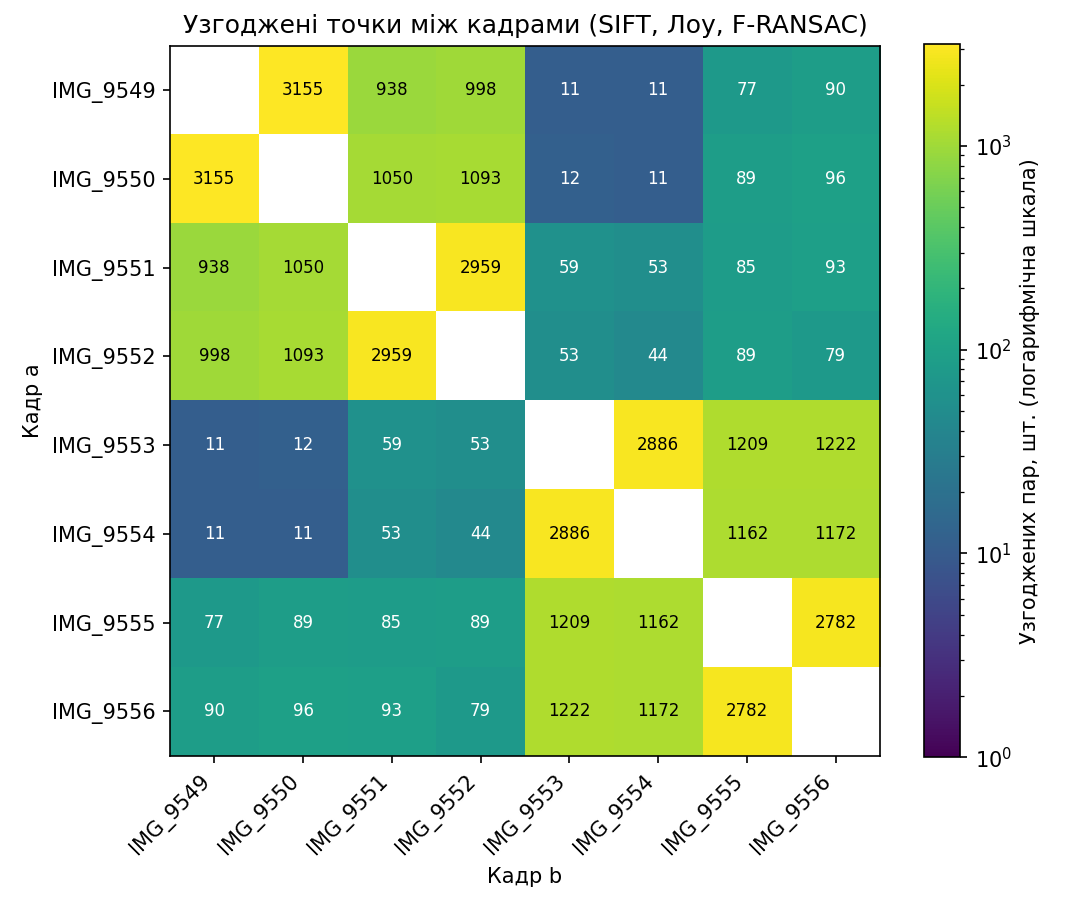 Узгоджені точки між кадрами (SIFT, Лоу, F-RANSAC)
IMG_9549 3155 938 998 11 11 77 90
IMG_9550 3155 1050 1093 12 11 89 96
IMG_9551 938 1050 2959 59 53 85 93
IMG_9552 998 1093 2959 53 44 89 79
IMG_9553 11 12 59 53 2886 1209 1222
IMG_9554 11 11 53 44 2886 1162 1172
IMG_9555 77 89 85 89 1209 1162 2782
IMG_9556 90 96 93 79 1222 1172 2782
IMG_9549 IMG_9550 IMG_9551 IMG_9552 IMG_9553 IMG_9554 IMG_9555 IMG_9556
Кадр b
Кадр a
10³
10²
10¹
10⁰
Узгоджених пар, шт. (логарифмічна шкала)